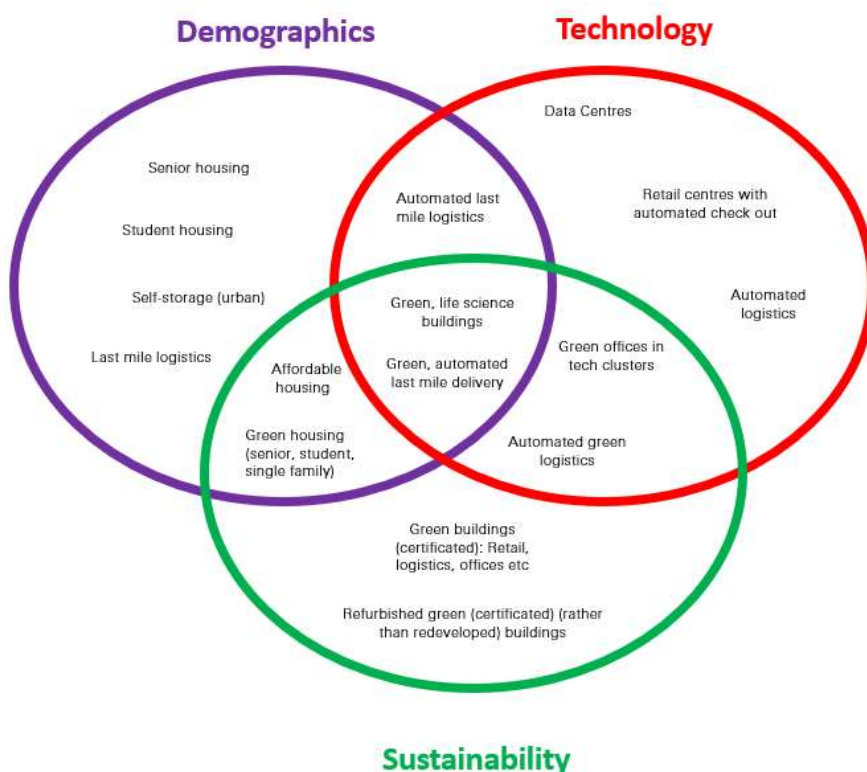 Demographics
Technology
Data Centres
Senior housing
Automated last
mile logistics
Retail centres with
automated check out
Student housing
Self-storage (urban)
Green, life science
buildings
Automated
logistics
Last mile logistics
Affordable
housing
Green, automated
last mile delivery
Green offices in
tech clusters
Green housing
(senior, student,
single family)
Automated green
logistics
Green buildings
(certificated): Retail,
logistics, offices etc
Refurbished green (certificated) (rather
than redeveloped) buildings
Sustainability